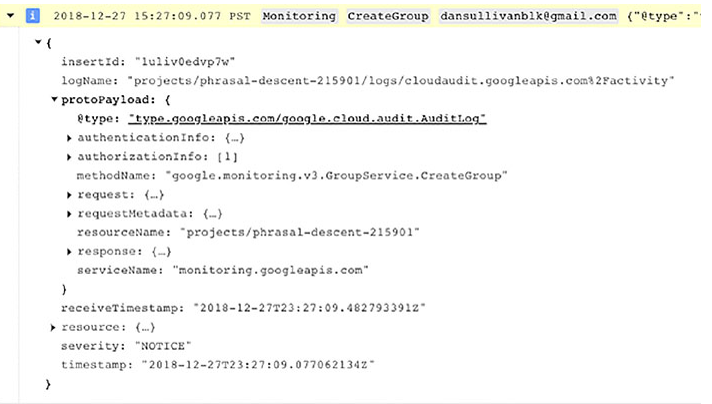 2018-12-27 15:27:09.077 PST Monitoring CreateGroup dansullivanblk@gmail.com {"@type":"
{
insertId: "1uliv0edvp7w"
logName: "projects/phrasal-descent-215901/logs/cloudaudit.googleapis.com%2Factivity"
protoPayload: {
@type: "type.googleapis.com/google.cloud.audit.AuditLog"
authenticationInfo: {…}
authorizationInfo: [1]
methodName: "google.monitoring.v3.GroupService.CreateGroup"
request: {…}
requestMetadata: {…}
resourceName: "projects/phrasal-descent-215901"
response: {…}
serviceName: "monitoring.googleapis.com"
}
receiveTimestamp: "2018-12-27T23:27:09.482793391Z"
resource: {…}
severity: "NOTICE"
timestamp: "2018-12-27T23:27:09.077062134Z"
}